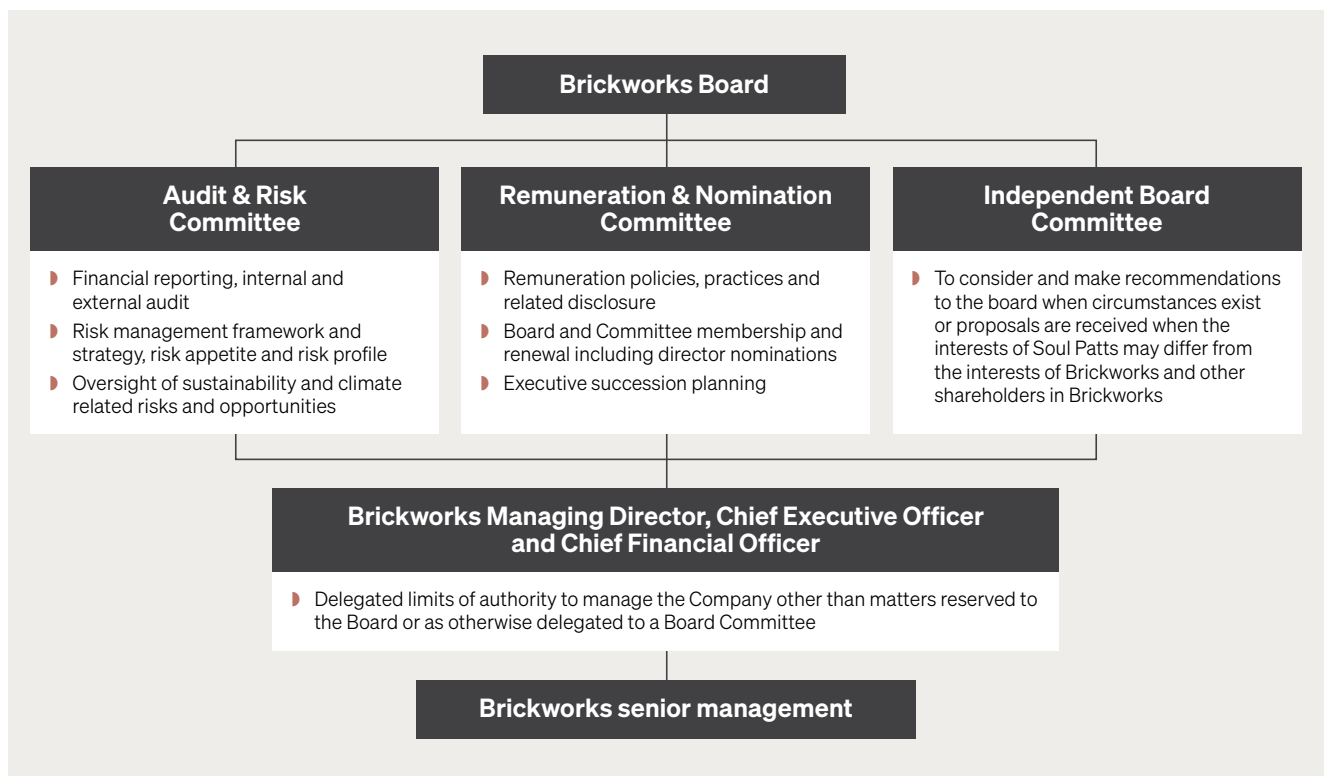 Brickworks Board
Audit & Risk
Committee
Financial reporting, internal and
external audit
Risk management framework and
strategy, risk appetite and risk profile
Oversight of sustainability and climate
related risks and opportunities
Remuneration & Nomination
Committee
Remuneration policies, practices and
related disclosure
Board and Committee membership and
renewal including director nominations
Executive succession planning
Independent Board
Committee
To consider and make recommendations
to the board when circumstances exist
or proposals are received when the
interests of Soul Patts may differ from
the interests of Brickworks and other
shareholders in Brickworks
Brickworks Managing Director, Chief Executive Officer
and Chief Financial Officer
Delegated limits of authority to manage the Company other than matters reserved to
the Board or as otherwise delegated to a Board Committee
Brickworks senior management